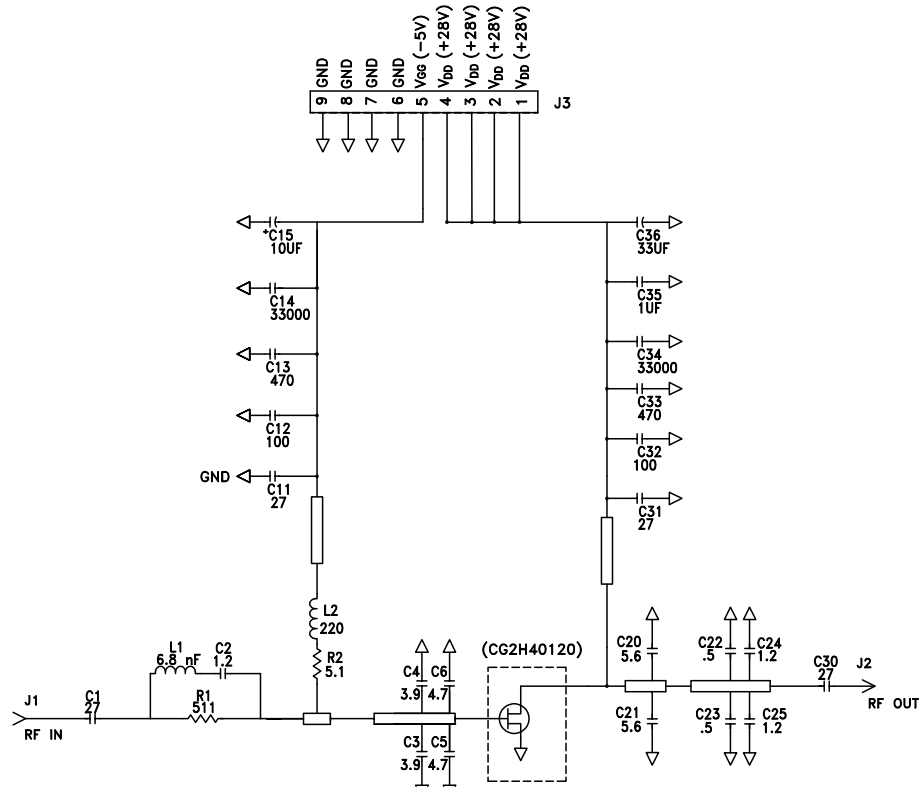 GND
GND
GND
GND
VGG (-5V)
VDD (+28V)
VDD (+28V)
VDD (+28V)
VDD (+28V)
9
8
7
6
5
4
3
2
1
J3
+C15
10UF
C14
33000
C13
470
C12
100
GND
C11
27
C36
33UF
C35
1UF
C34
33000
C33
470
C32
100
C31
27
L2
220
R2
5.1
L1
6.8 nF
C2
1.2
R1
511
J1
C1
27
RF IN
C4
3.9
C6
4.7
C3
3.9
C5
4.7
(CG2H40120)
C20
5.6
C21
5.6
C22
.5
C24
1.2
C23
.5
C25
1.2
C30
27
J2
RF OUT